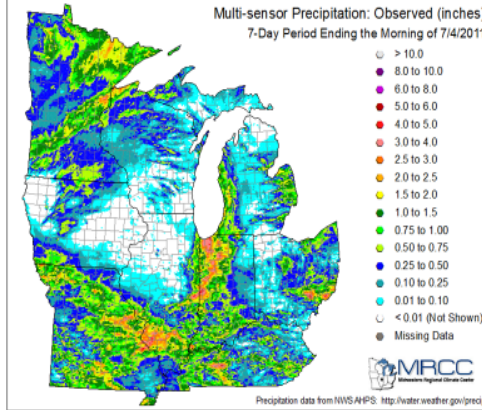 Multi-sensor Precipitation: Observed (inches)
7-Day Period Ending the Morning of 7/4/2011
> 10.0
8.0 to 10.0
6.0 to 8.0
5.0 to 6.0
4.0 to 5.0
3.0 to 4.0
2.5 to 3.0
2.0 to 2.5
1.5 to 2.0
1.0 to 1.5
0.75 to 1.00
0.50 to 0.75
0.25 to 0.50
0.10 to 0.25
0.01 to 0.10
< 0.01 (Not Shown)
Missing Data
MRCC
Midwestern Regional Climate Center
Precipitation data from NWS AHPS: http://water.weather.gov/precip